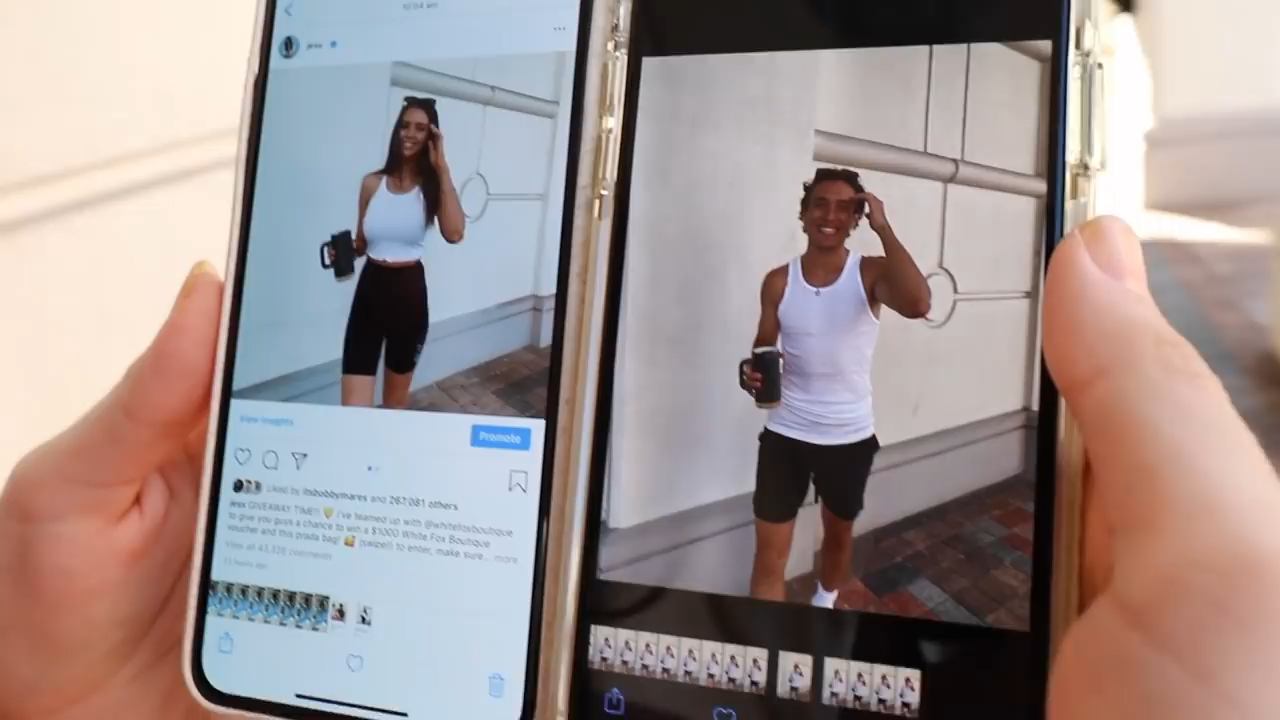 jess
View Insights
Promote
Liked by itsbobbymares and 267,081 others
jess GIVEAWAY TIME!! I've teamed up with @whitefoxboutique
to give you guys a chance to win a $1000 White Fox Boutique
voucher and this prada bag! (swipe!) to enter, make sure... more
View all comments
hours ago